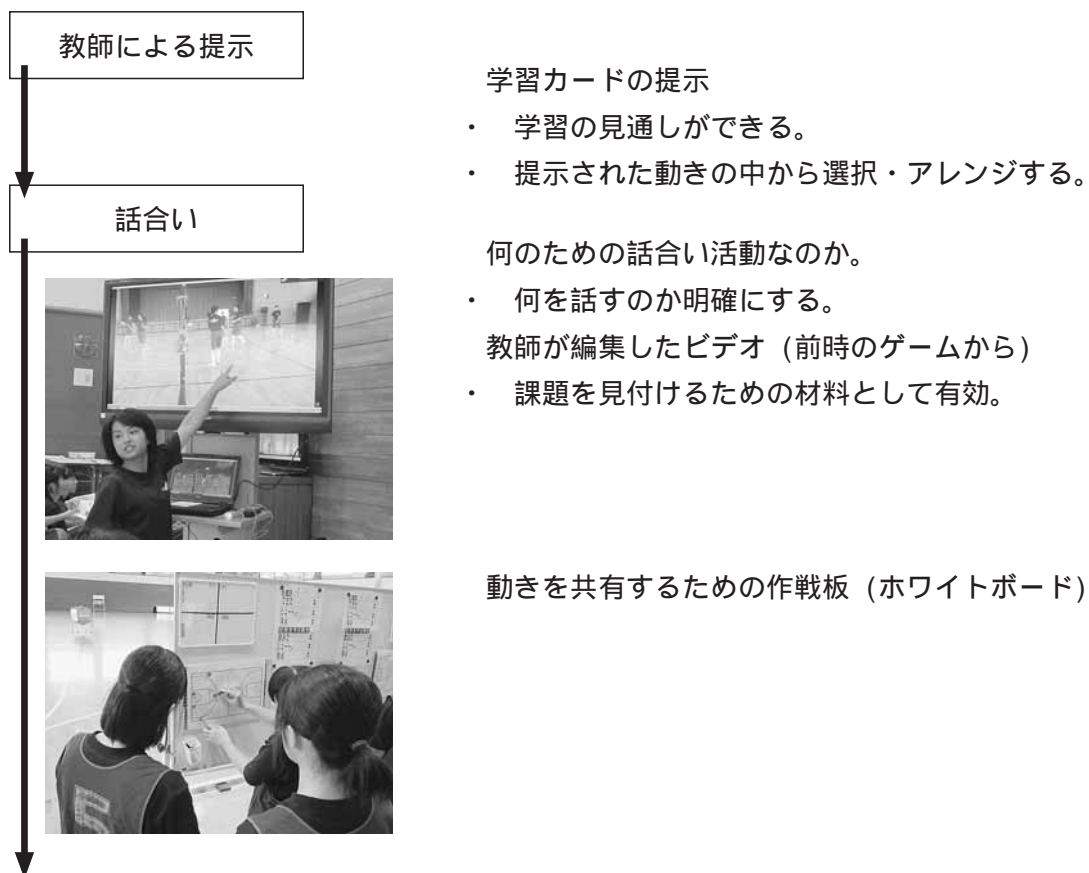 教師による提示
学習カードの提示
・ 学習の見通しができる。
・ 提示された動きの中から選択・アレンジする。
話合い
何のための話合い活動なのか。
・ 何を話すのか明確にする。
教師が編集したビデオ (前時のゲームから)
・ 課題を見付けるための材料として有効。
動きを共有するための作戦板 (ホワイトボード)